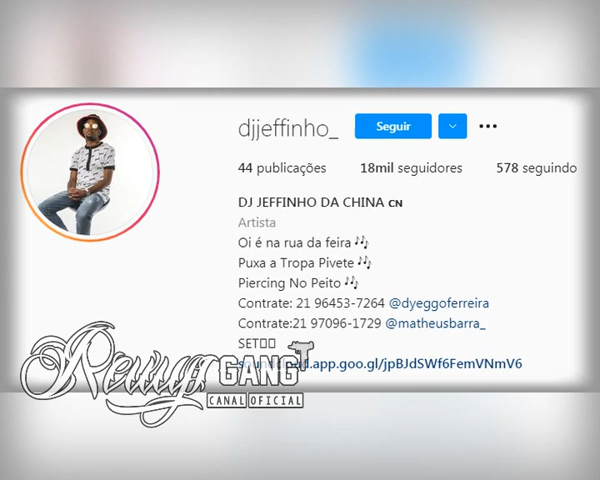 djjeffinho_ Seguir
44 publicações 18mil seguidores 578 seguindo
DJ JEFFINHO DA CHINA CN
Artista
Oi é na rua da feira 🎶
Puxa a Tropa Pivete 🎶
Piercing No Peito 🎶
Contrate: 21 96453-7264 @dyeggoferreira
Contrate:21 97096-1729 @matheusbarra_
SET
.app.goo.gl/jpBJdSWf6FemVNmV6
GANG
CANAL OFICIAL